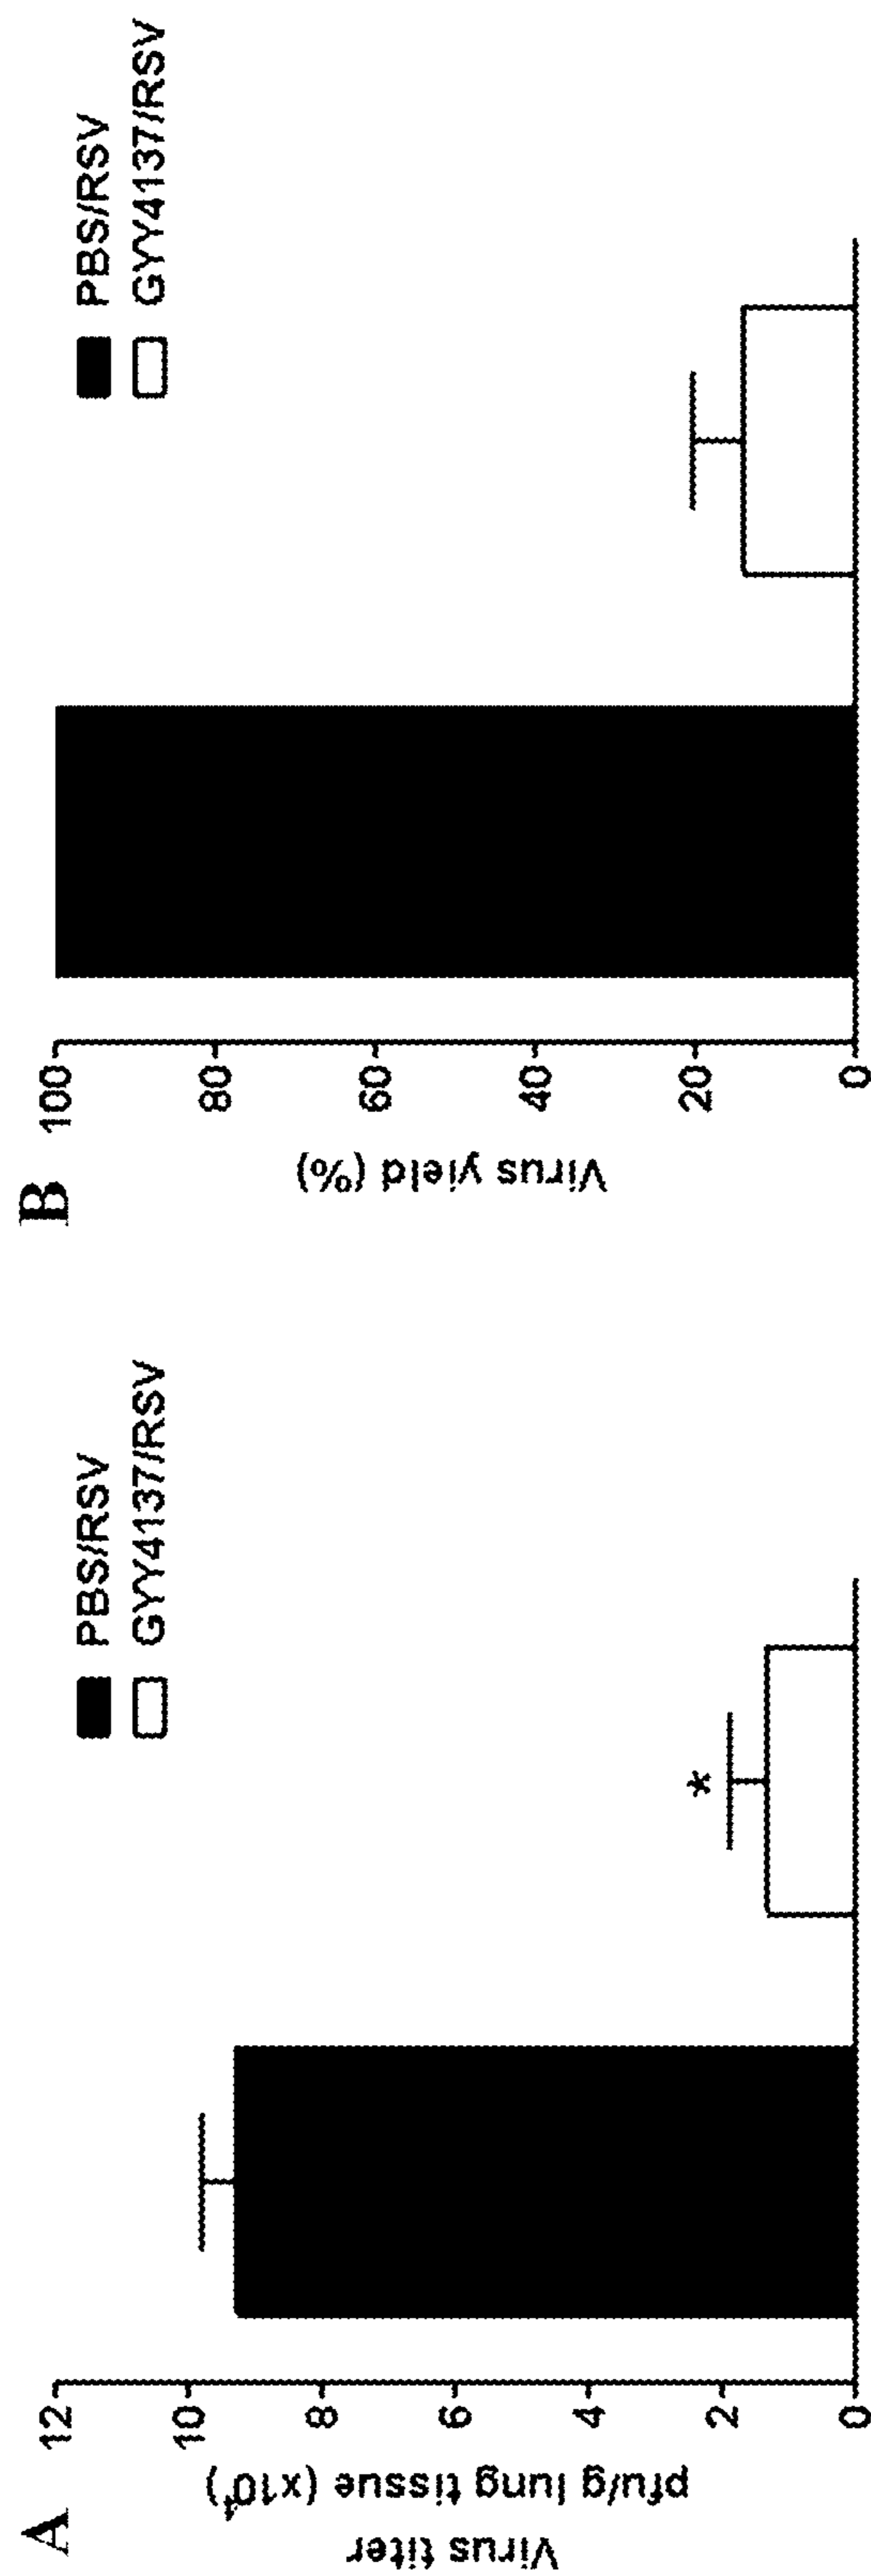 A
Virus titer
pfu/g lung tissue (x10⁴)
12
10
8
6
4
2
0
PBS/RSV
GYY4137/RSV
*
B
Virus yield (%)
100
80
60
40
20
0
PBS/RSV
GYY4137/RSV